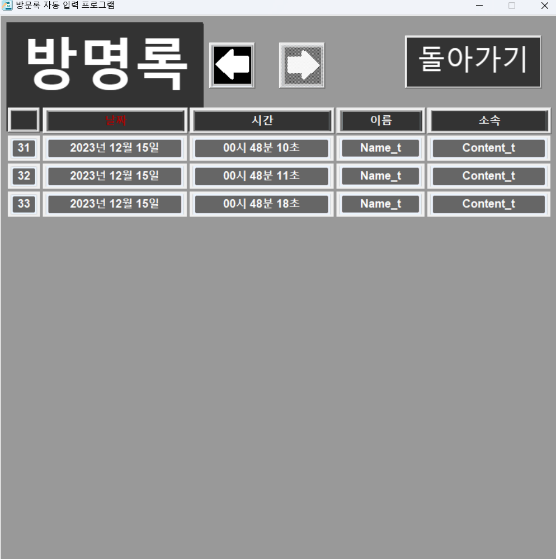 방문록 자동 입력 프로그램
방명록
돌아가기
날짜 시간 이름 소속
31 2023년 12월 15일 00시 48분 10초 Name_t Content_t
32 2023년 12월 15일 00시 48분 11초 Name_t Content_t
33 2023년 12월 15일 00시 48분 18초 Name_t Content_t